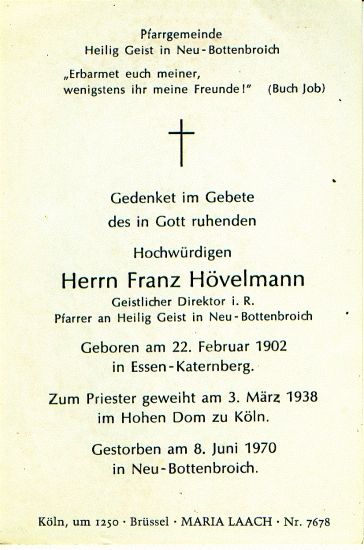 Pfarrgemeinde
Heilig Geist in Neu-Bottenbroich
„Erbarmet euch meiner,
wenigstens ihr meine Freunde!" (Buch Job)
Gedenket im Gebete
des in Gott ruhenden
Hochwürdigen
Herrn Franz Hövelmann
Geistlicher Direktor i. R.
Pfarrer an Heilig Geist in Neu-Bottenbroich
Geboren am 22. Februar 1902
in Essen-Katernberg.
Zum Priester geweiht am 3. März 1938
im Hohen Dom zu Köln.
Gestorben am 8. Juni 1970
in Neu-Bottenbroich.
Köln, um 1250 · Brüssel · MARIA LAACH · Nr. 7678